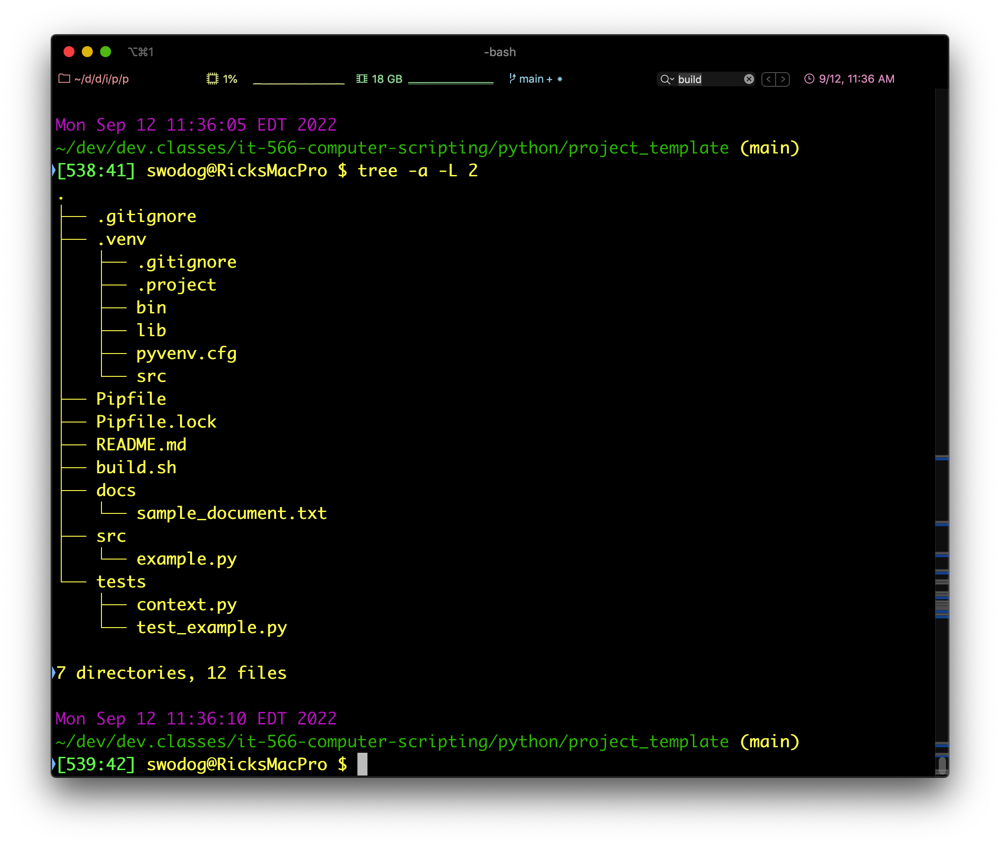 ⌥⌘1 -bash
~/d/d/i/p/p 1% 18 GB main + • build 9/12, 11:36 AM
Mon Sep 12 11:36:05 EDT 2022
~/dev/dev.classes/it-566-computer-scripting/python/project_template (main)
[538:41] swodog@RicksMacPro $ tree -a -L 2
.
├── .gitignore
├── .venv
│   ├── .gitignore
│   ├── .project
│   ├── bin
│   ├── lib
│   ├── pyvenv.cfg
│   └── src
├── Pipfile
├── Pipfile.lock
├── README.md
├── build.sh
├── docs
│   └── sample_document.txt
├── src
│   └── example.py
└── tests
    ├── context.py
    └── test_example.py
7 directories, 12 files
Mon Sep 12 11:36:10 EDT 2022
~/dev/dev.classes/it-566-computer-scripting/python/project_template (main)
[539:42] swodog@RicksMacPro $